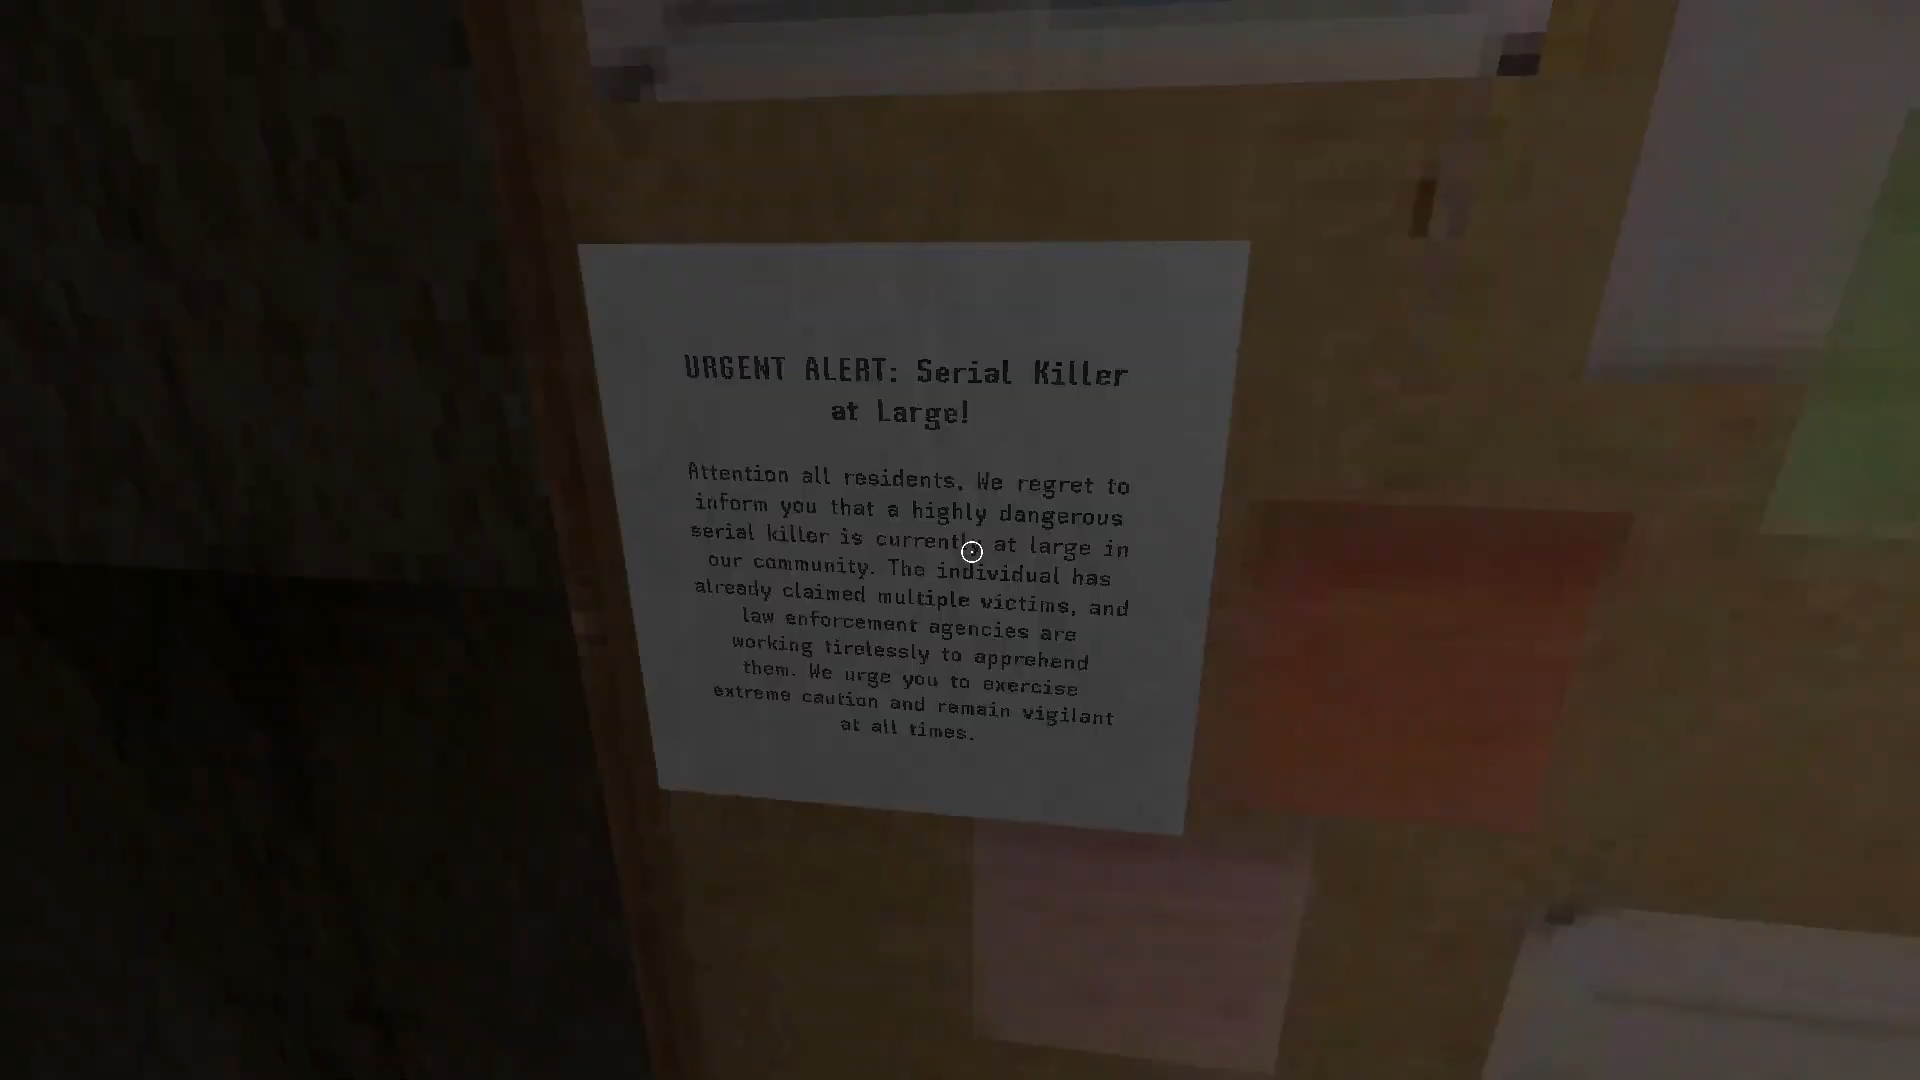 URGENT ALERT: Serial Killer
at Large!
Attention all residents. We regret to
inform you that a highly dangerous
serial killer is currently at large in
our community. The individual has
already claimed multiple victims, and
law enforcement agencies are
working tirelessly to apprehend
them. We urge you to exercise
extreme caution and remain vigilant
at all times.